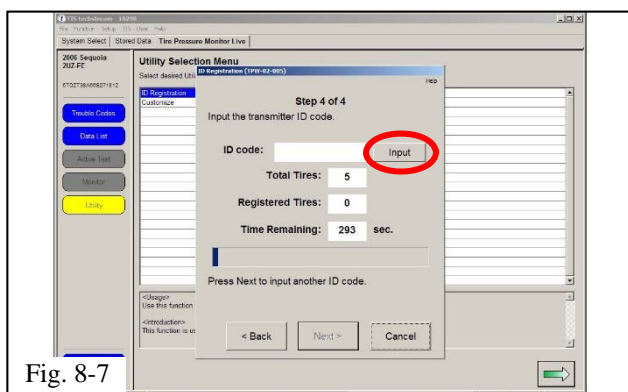 TIS techstream - 10296
File Function Setup TIS User Help
System Select Stored Data Tire Pressure Monitor Live
2006 Sequoia
2UZ-FE
Utility Selection Menu
Select desired Utili
ID Registration (TPW-02-005)
Help
ID Registration
Customize
Step 4 of 4
Input the transmitter ID code.
Trouble Codes
Data List
Active Test
Monitor
Utility
ID code:
Input
Total Tires: 5
Registered Tires: 0
Time Remaining: 293 sec.
Press Next to input another ID code.
<Usage>
Use this function
<Introduction>
This function is us
< Back
Next >
Cancel
Fig. 8-7